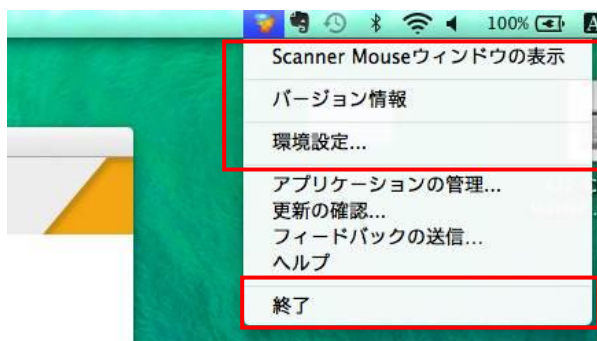 100%
Scanner Mouseウィンドウの表示
バージョン情報
環境設定...
アプリケーションの管理...
更新の確認...
フィードバックの送信...
ヘルプ
終了